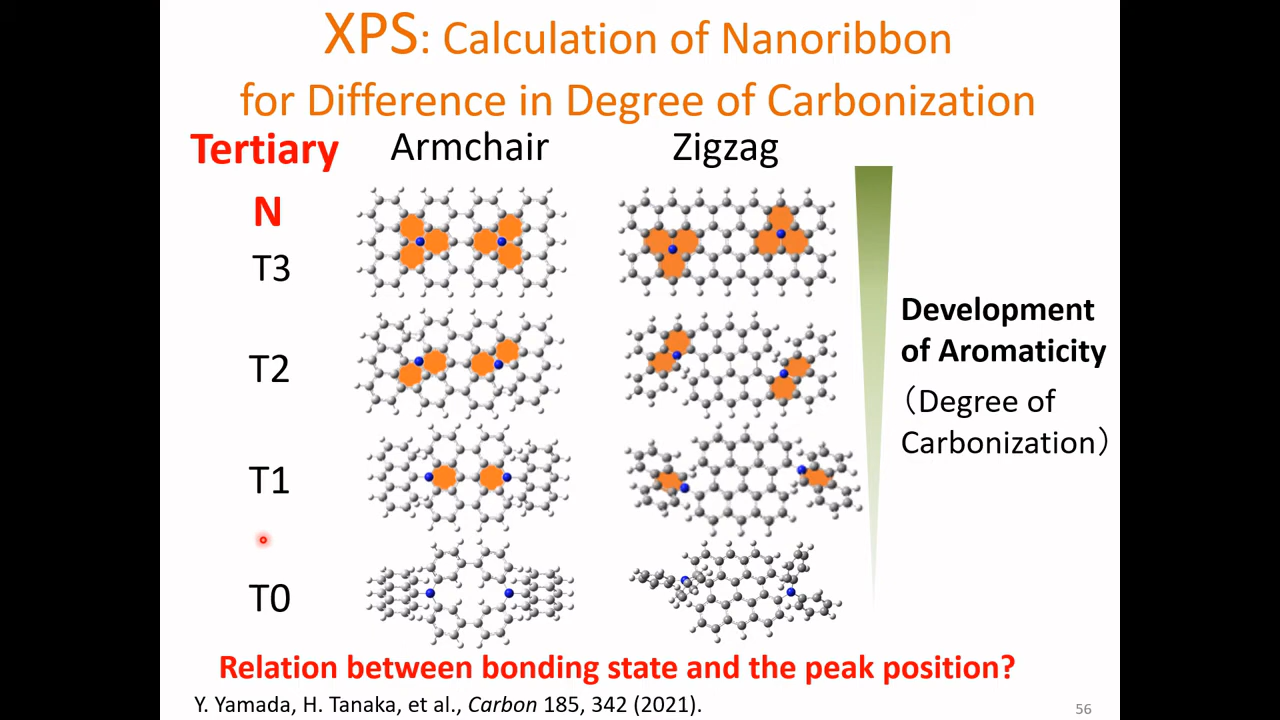 XPS: Calculation of Nanoribbon
for Difference in Degree of Carbonization
Tertiary
N
Armchair
Zigzag
T3
T2
T1
T0
Development
of Aromaticity
（Degree of
Carbonization）
Relation between bonding state and the peak position?
Y. Yamada, H. Tanaka, et al., Carbon 185, 342 (2021).
56